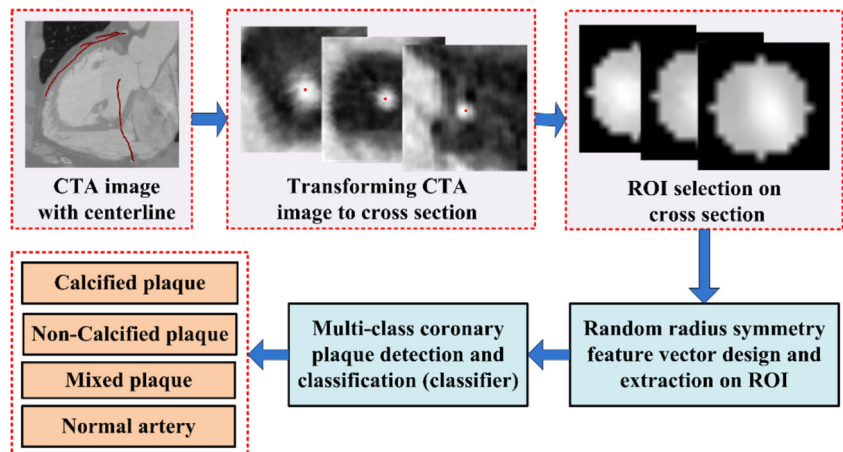 CTA image
with centerline
Transforming CTA
image to cross section
ROI selection on
cross section
Random radius symmetry
feature vector design and
extraction on ROI
Multi-class coronary
plaque detection and
classification (classifier)
Calcified plaque
Non-Calcified plaque
Mixed plaque
Normal artery